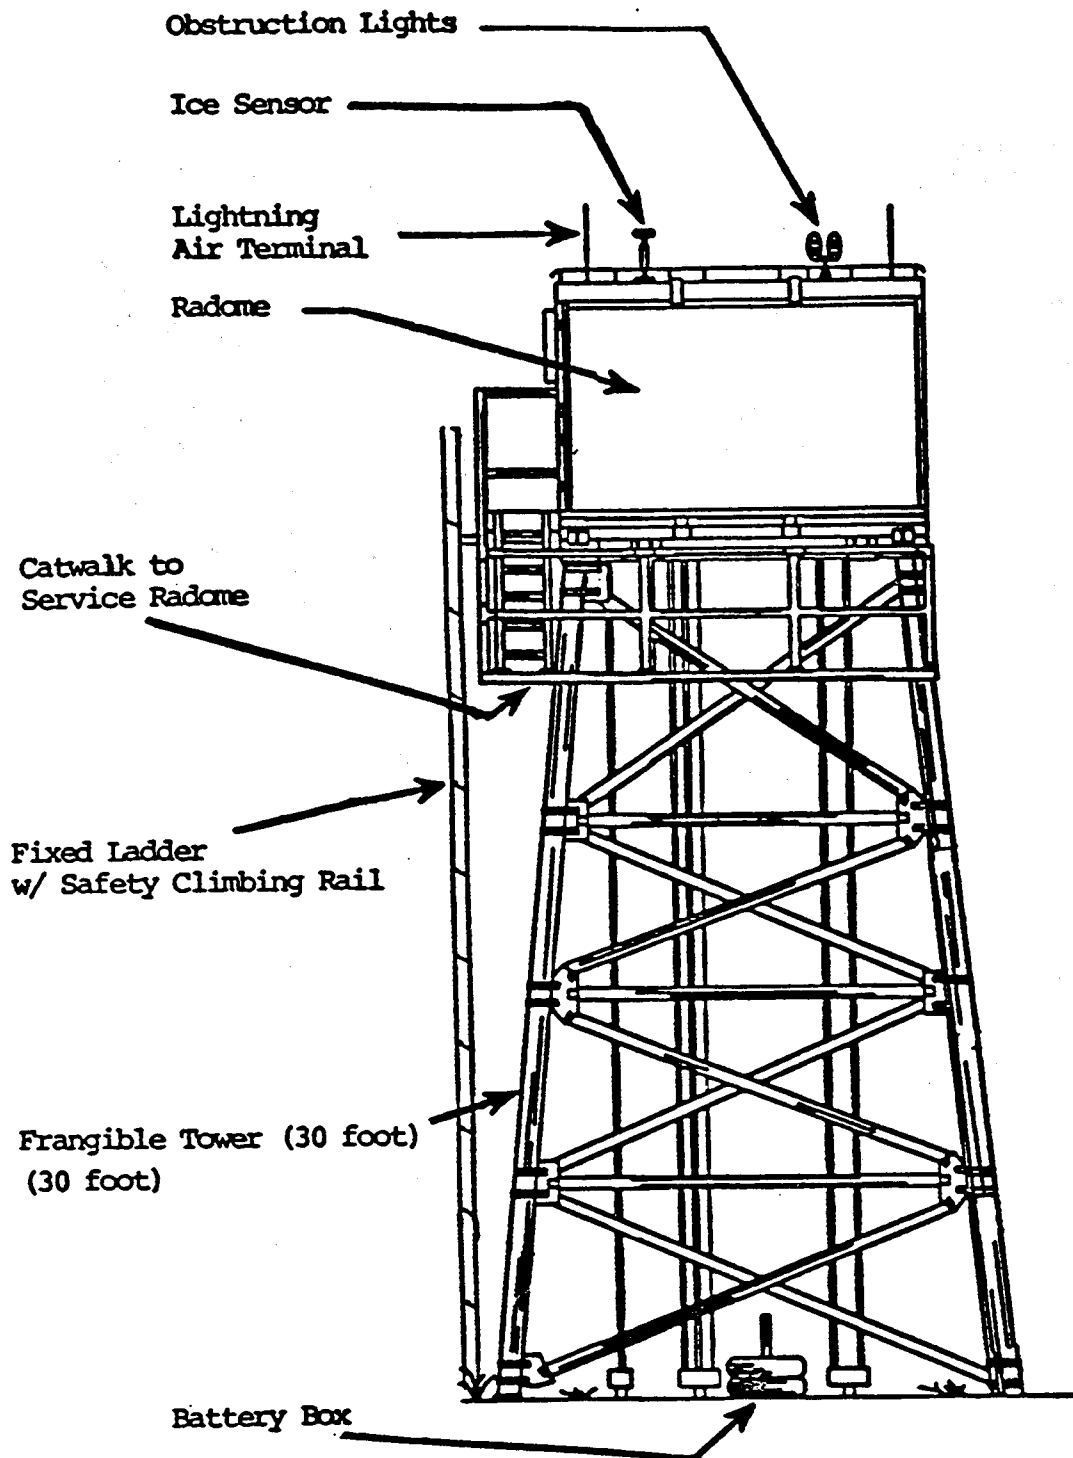 Obstruction Lights
Ice Sensor
Lightning
Air Terminal
Radome
Catwalk to
Service Radome
Fixed Ladder
w/ Safety Climbing Rail
Frangible Tower (30 foot)
(30 foot)
Battery Box